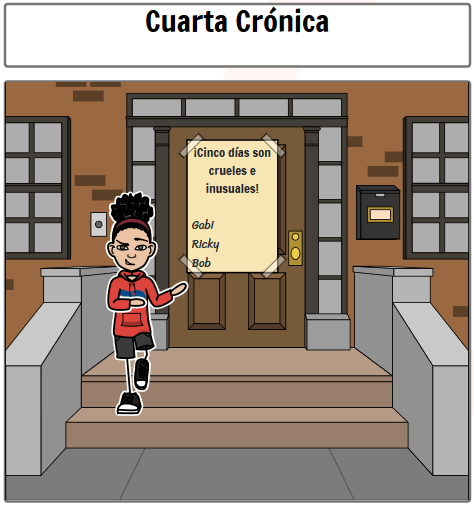 Cuarta Crónica
¡Cinco días son
crueles e
inusuales!
Gabi
Ricky
Bob